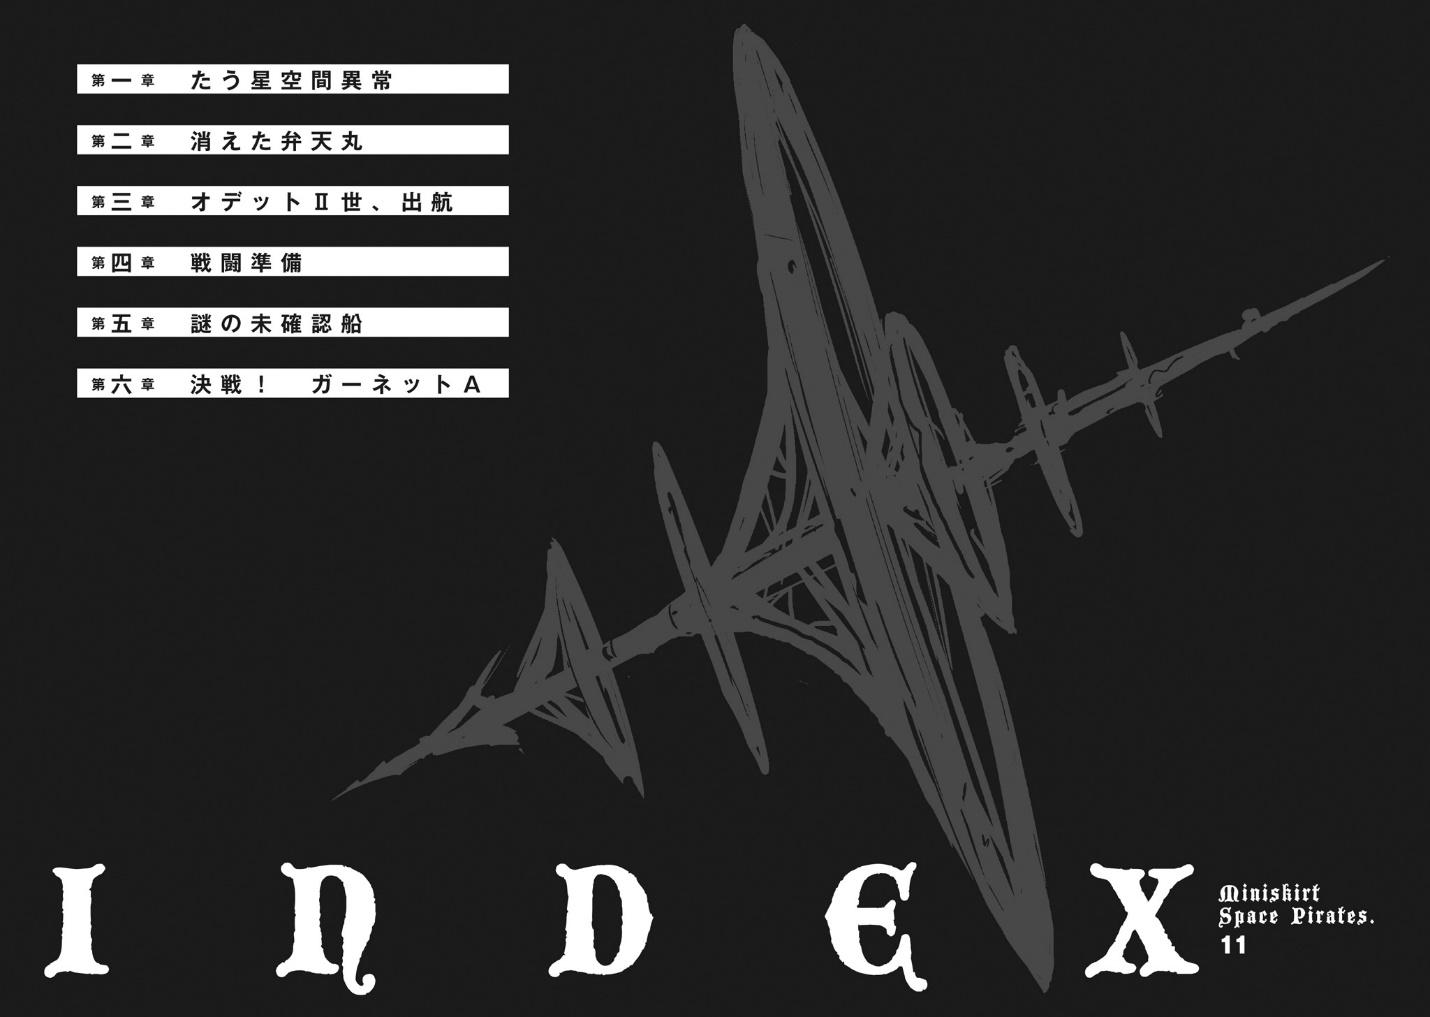 第一章 たう星空間異常
第二章 消えた弁天丸
第三章 オデットⅡ世、出航
第四章 戦闘準備
第五章 謎の未確認船
第六章 決戦! ガーネットA
INDEX
Miniskirt
Space Pirates.
11